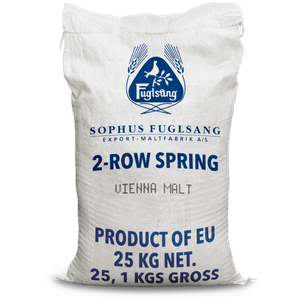 Fuglsang
SOPHUS FUGLSANG
EXPORT-MALTFABRIK A/S
2-ROW SPRING
VIENNA MALT
PRODUCT OF EU
25 KG NET.
25, 1 KGS GROSS